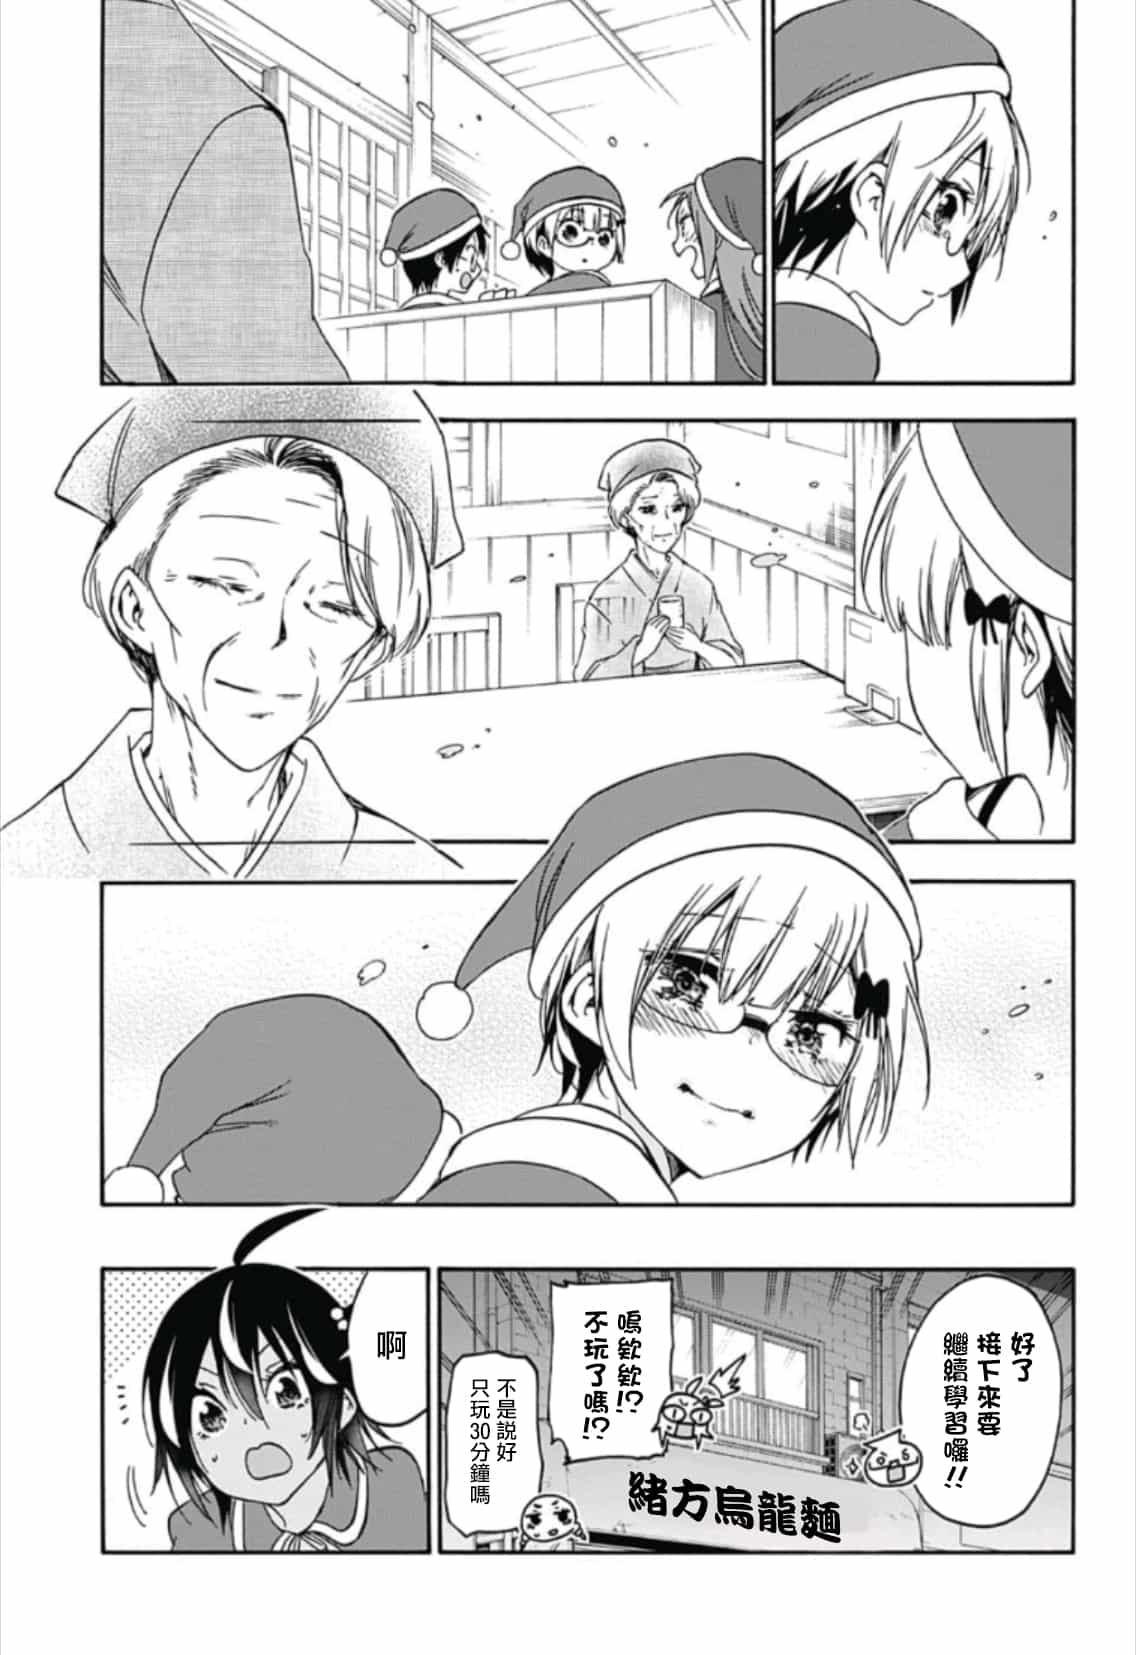 好了
接下來要
繼續學習囉!!
嗚欸欸!?
不玩了嗎!?
緒方烏龍麵
不是説好
只玩30分鐘嗎
啊